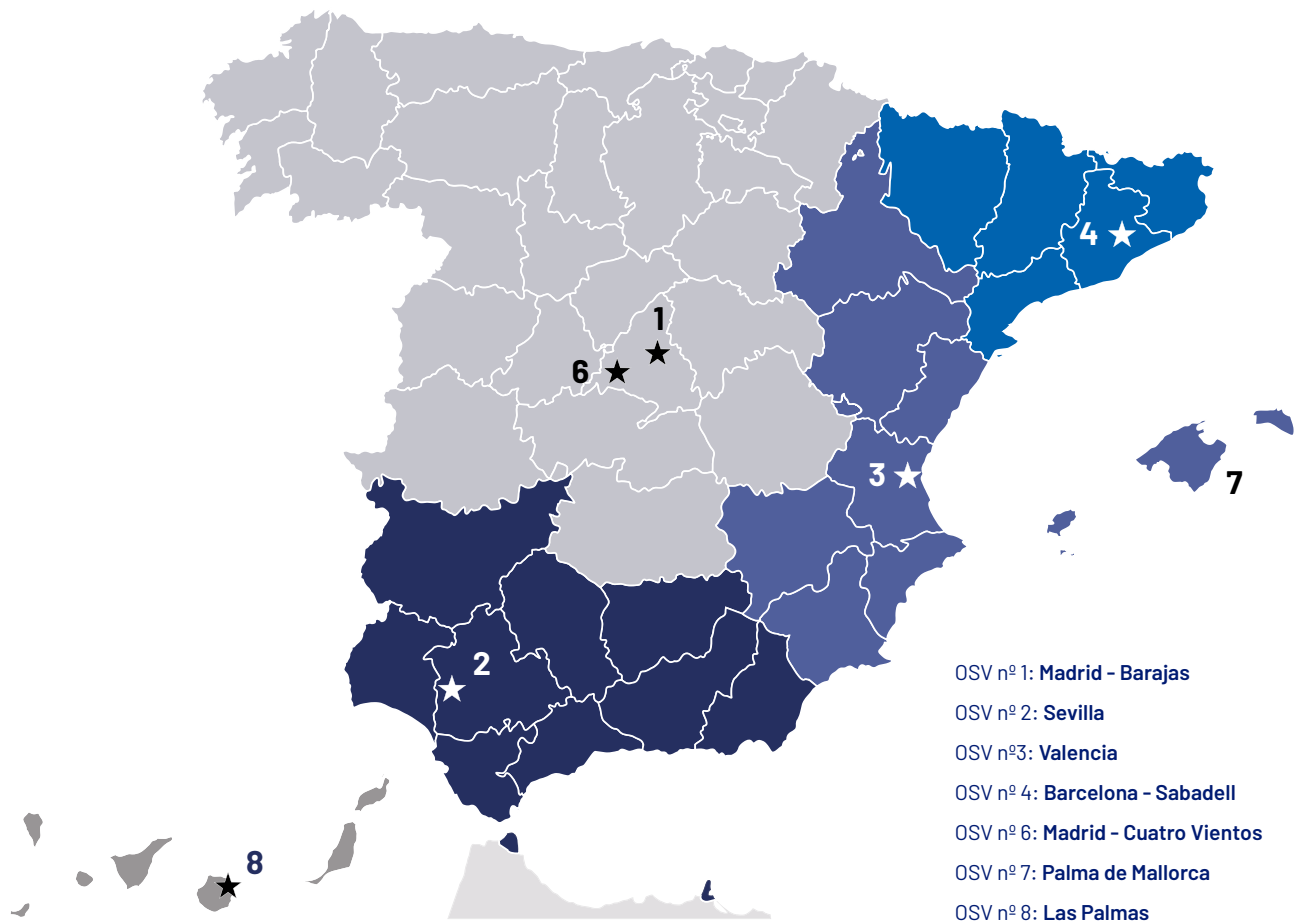 4
1
6
3
7
2
8
OSV nº 1: Madrid - Barajas
OSV nº 2: Sevilla
OSV nº3: Valencia
OSV nº 4: Barcelona - Sabadell
OSV nº 6: Madrid - Cuatro Vientos
OSV nº 7: Palma de Mallorca
OSV nº 8: Las Palmas